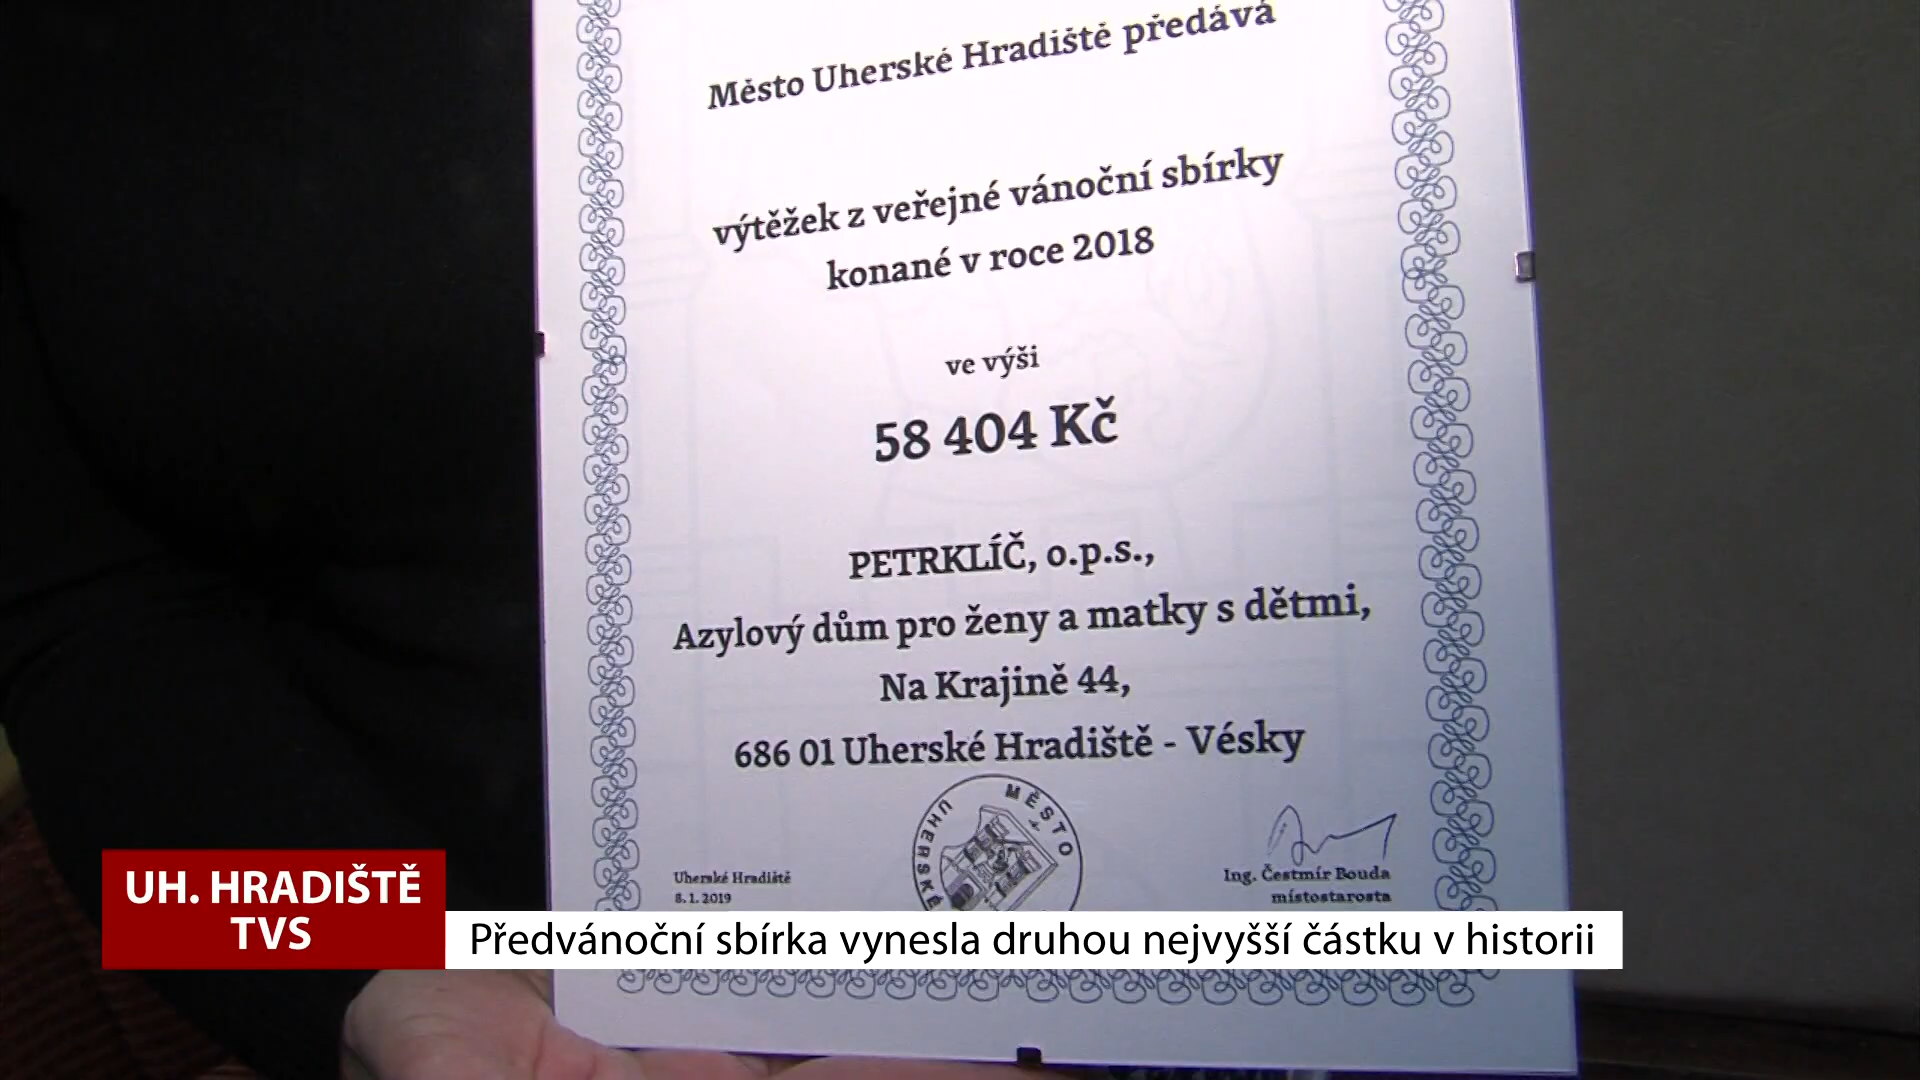 Město Uherské Hradiště předává
výtěžek z veřejné vánoční sbírky
konané v roce 2018
ve výši
58 404 Kč
PETRKLÍČ, o.p.s.,
Azylový dům pro ženy a matky s dětmi,
Na Krajině 44,
686 01 Uherské Hradiště - Vésky
MĚSTO
UHERSKÉ
Uherské Hradiště
8. 1. 2019
Ing. Čestmír Bouda
místostarosta
UH. HRADIŠTĚ
TVS
Předvánoční sbírka vynesla druhou nejvyšší částku v historii